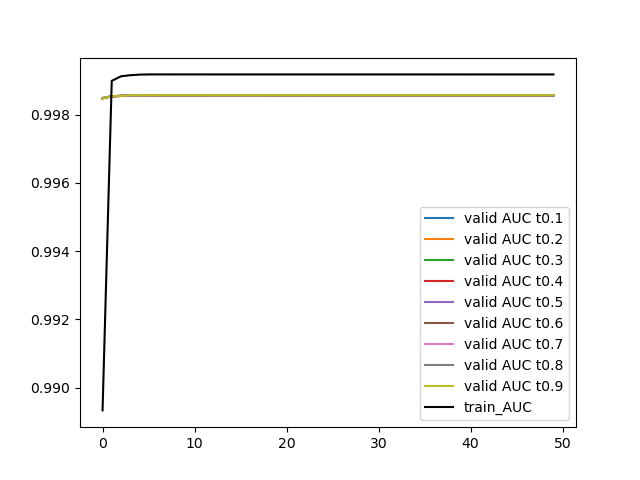 0.998
0.996
0.994
0.992
0.990
valid AUC t0.1
valid AUC t0.2
valid AUC t0.3
valid AUC t0.4
valid AUC t0.5
valid AUC t0.6
valid AUC t0.7
valid AUC t0.8
valid AUC t0.9
train_AUC
0 10 20 30 40 50